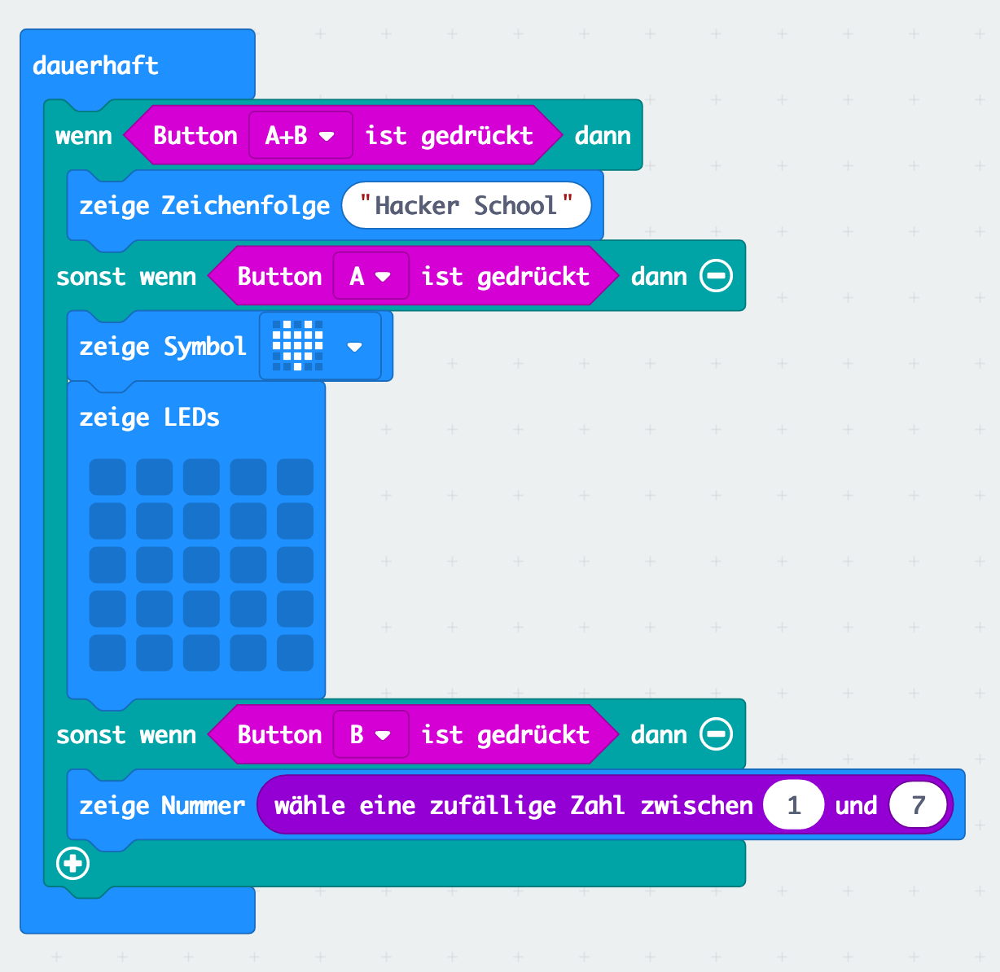 dauerhaft
wenn Button A+B ist gedrückt dann
zeige Zeichenfolge "Hacker School"
sonst wenn Button A ist gedrückt dann
zeige Symbol
zeige LEDs
sonst wenn Button B ist gedrückt dann
zeige Nummer wähle eine zufällige Zahl zwischen 1 und 7